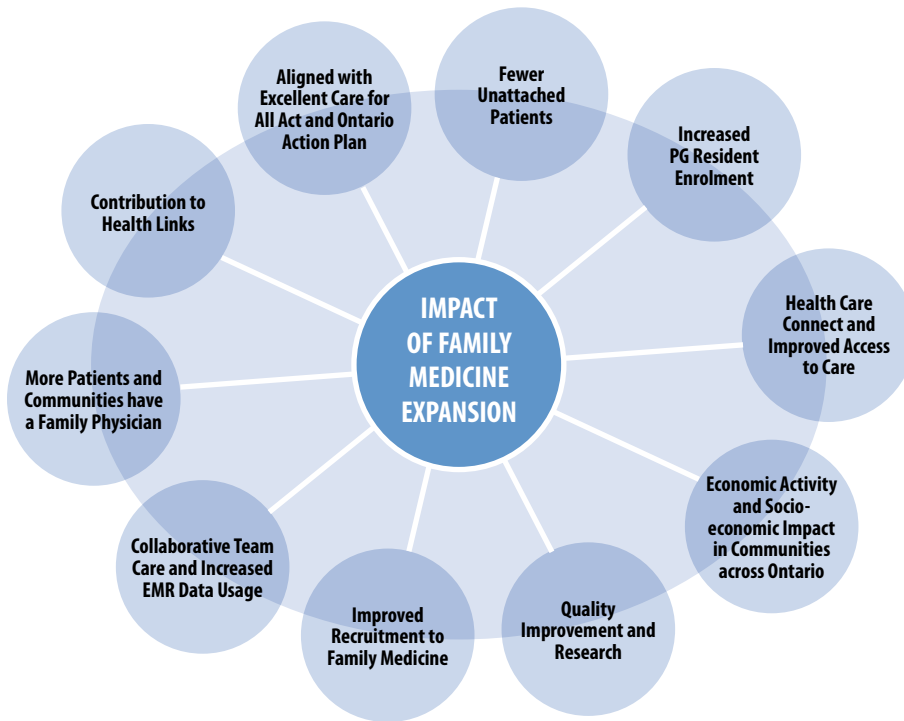 Aligned with
Excellent Care for
All Act and Ontario
Action Plan
Fewer
Unattached
Patients
Increased
PG Resident
Enrolment
Contribution to
Health Links
Health Care
Connect and
Improved Access
to Care
IMPACT
OF FAMILY
MEDICINE
EXPANSION
More Patients and
Communities have
a Family Physician
Economic Activity
and Socio-
economic Impact
in Communities
across Ontario
Collaborative Team
Care and Increased
EMR Data Usage
Improved
Recruitment to
Family Medicine
Quality
Improvement and
Research